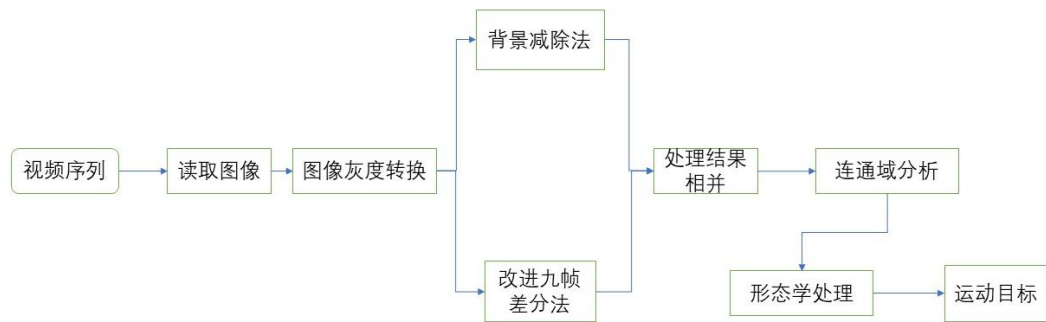 背景减除法
视频序列
读取图像
图像灰度转换
处理结果
相并
连通域分析
改进九帧
差分法
形态学处理
运动目标